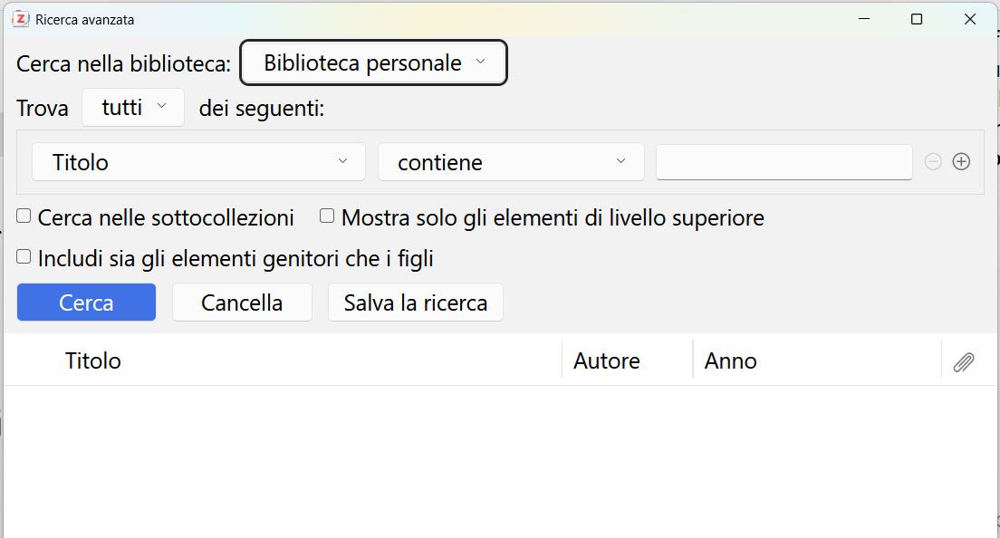 Ricerca avanzata
Cerca nella biblioteca: Biblioteca personale
Trova tutti dei seguenti:
Titolo contiene
Cerca nelle sottocollezioni Mostra solo gli elementi di livello superiore
Includi sia gli elementi genitori che i figli
Cerca Cancella Salva la ricerca
Titolo Autore Anno